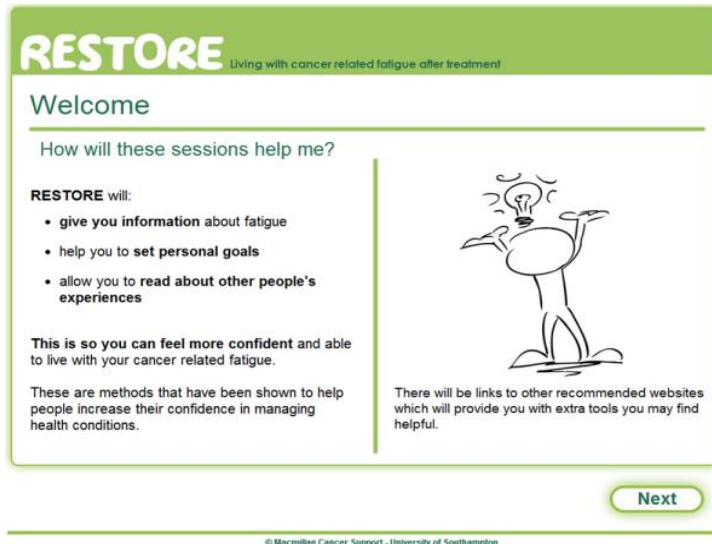 RESTORE Living with cancer related fatigue after treatment
Welcome
How will these sessions help me?
RESTORE will:
• give you information about fatigue
• help you to set personal goals
• allow you to read about other people's
experiences
This is so you can feel more confident and able
to live with your cancer related fatigue.
These are methods that have been shown to help
people increase their confidence in managing
health conditions.
There will be links to other recommended websites
which will provide you with extra tools you may find
helpful.
Next
© Macmillan Cancer Support - University of Southampton